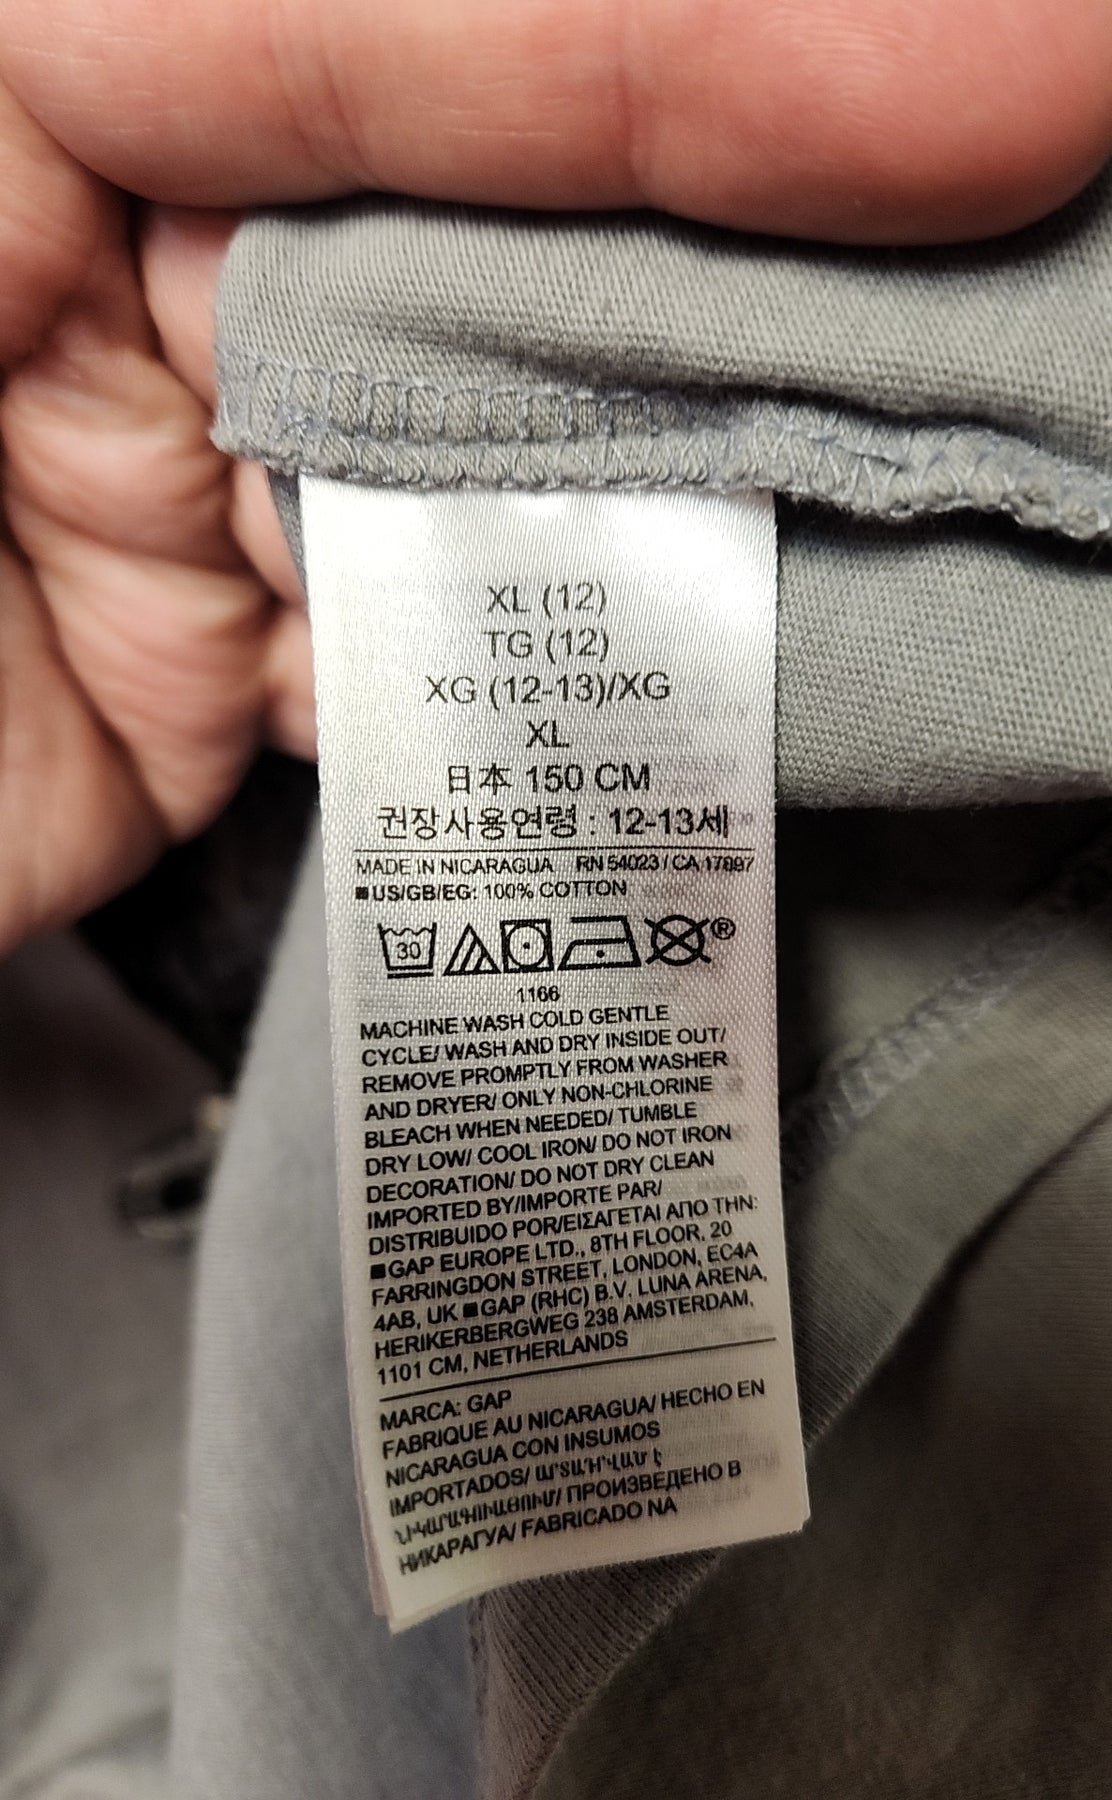 XL (12)
TG (12)
XG (12-13)/XG
XL
日本 150 CM
권장사용연령 : 12-13세
MADE IN NICARAGUA RN 54023 / CA 17897
■US/GB/EG: 100% COTTON
30 ®
1166
MACHINE WASH COLD GENTLE
CYCLE/ WASH AND DRY INSIDE OUT/
REMOVE PROMPTLY FROM WASHER
AND DRYER/ ONLY NON-CHLORINE
BLEACH WHEN NEEDED/ TUMBLE
DRY LOW/ COOL IRON/ DO NOT IRON
DECORATION/ DO NOT DRY CLEAN
IMPORTED BY/IMPORTE PAR/
DISTRIBUIDO POR/ΕΙΣΑΓΕΤΑΙ ΑΠΟ ΤΗΝ:
■GAP EUROPE LTD., 8TH FLOOR, 20
FARRINGDON STREET, LONDON, EC4A
4AB, UK ■GAP (RHC) B.V. LUNA ARENA,
HERIKERBERGWEG 238 AMSTERDAM,
1101 CM, NETHERLANDS
MARCA: GAP
FABRIQUE AU NICARAGUA/ HECHO EN
NICARAGUA CON INSUMOS
IMPORTADOS/ ԱՐՏԱԴՐՎԱԾ Է
ՆԻԿԱՐԱԳՈՒԱՅՈՒՄ/ ПРОИЗВЕДЕНО В
НИКАРАГУА/ FABRICADO NA